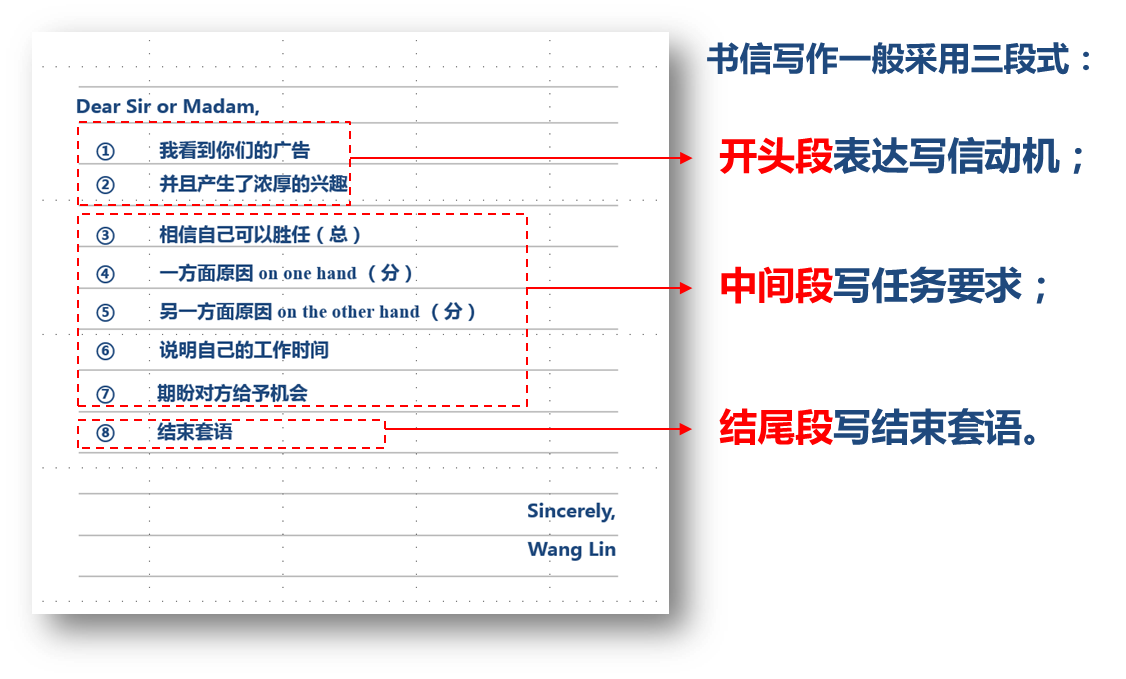 书信写作一般采用三段式：
Dear Sir or Madam,
① 我看到你们的广告
② 并且产生了浓厚的兴趣
开头段表达写信动机；
③ 相信自己可以胜任（总）
④ 一方面原因 on one hand （分）
⑤ 另一方面原因 on the other hand （分）
⑥ 说明自己的工作时间
⑦ 期盼对方给予机会
中间段写任务要求；
⑧ 结束套语
结尾段写结束套语。
Sincerely,
Wang Lin